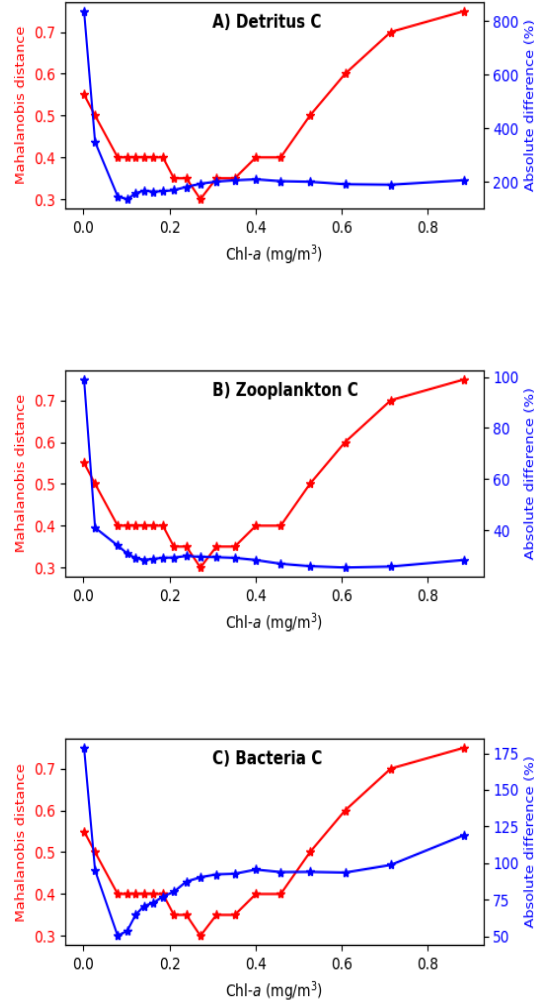 A) Detritus C
Mahalanobis distance
0.7
0.6
0.5
0.4
0.3
800
600
400
200
Absolute difference (%)
0.0 0.2 0.4 0.6 0.8
Chl-a (mg/m³)
B) Zooplankton C
Mahalanobis distance
0.7
0.6
0.5
0.4
0.3
100
80
60
40
Absolute difference (%)
0.0 0.2 0.4 0.6 0.8
Chl-a (mg/m³)
C) Bacteria C
Mahalanobis distance
0.7
0.6
0.5
0.4
0.3
175
150
125
100
75
50
Absolute difference (%)
0.0 0.2 0.4 0.6 0.8
Chl-a (mg/m³)